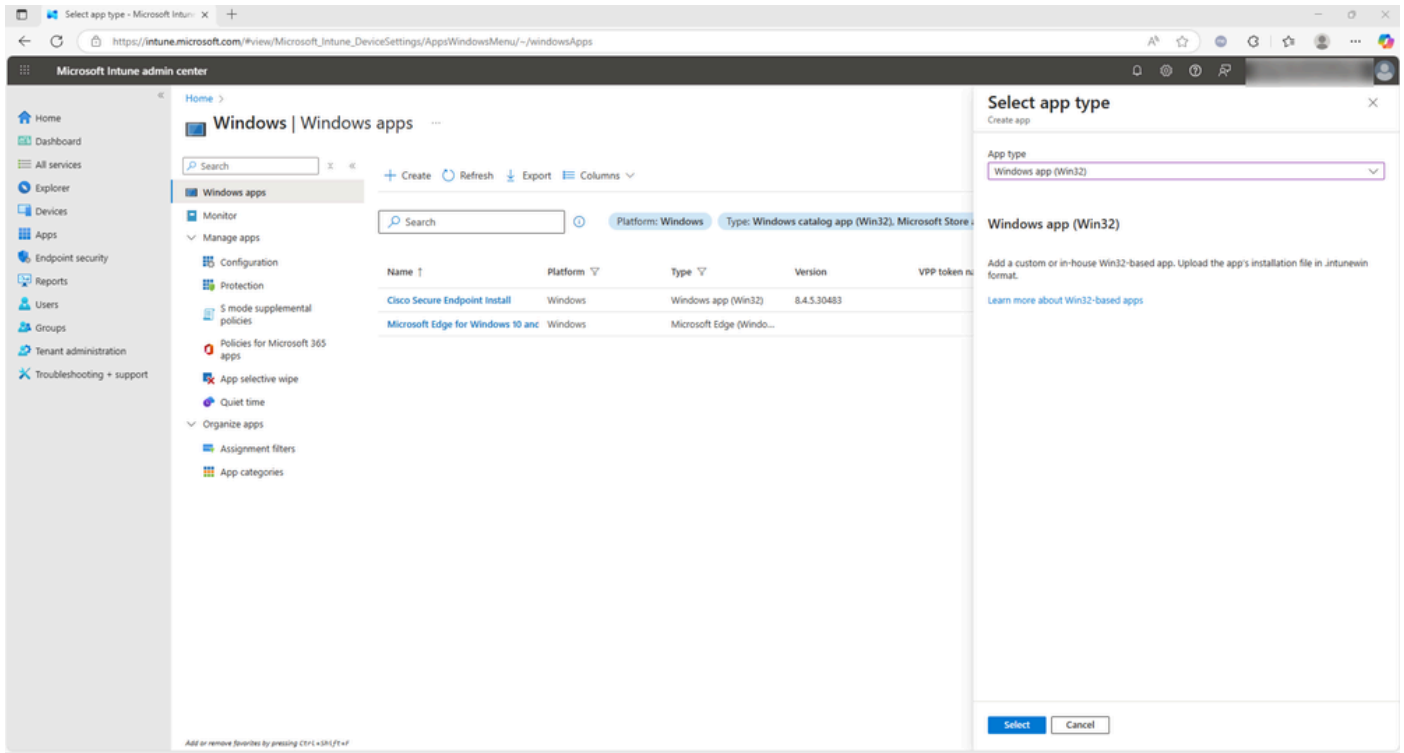 Select app type - Microsoft Intun
https://intune.microsoft.com/#view/Microsoft_Intune_DeviceSettings/AppsWindowsMenu/~/windowsApps
Microsoft Intune admin center
Home
Dashboard
All services
Explorer
Devices
Apps
Endpoint security
Reports
Users
Groups
Tenant administration
Troubleshooting + support
Home >
Windows | Windows apps ...
Search
Windows apps
Monitor
Manage apps
Configuration
Protection
S mode supplemental
policies
Policies for Microsoft 365
apps
App selective wipe
Quiet time
Organize apps
Assignment filters
App categories
Add or remove favorites by pressing Ctrl+Shift+F
Create Refresh Export Columns
Search
Platform: Windows Type: Windows catalog app (Win32), Microsoft Store
Name ↑ Platform Type Version VPP token na
Cisco Secure Endpoint Install Windows Windows app (Win32) 8.4.5.30483
Microsoft Edge for Windows 10 anc Windows Microsoft Edge (Windo...
Select app type
Create app
App type
Windows app (Win32)
Windows app (Win32)
Add a custom or in-house Win32-based app. Upload the app's installation file in .intunewin
format.
Learn more about Win32-based apps
Select Cancel